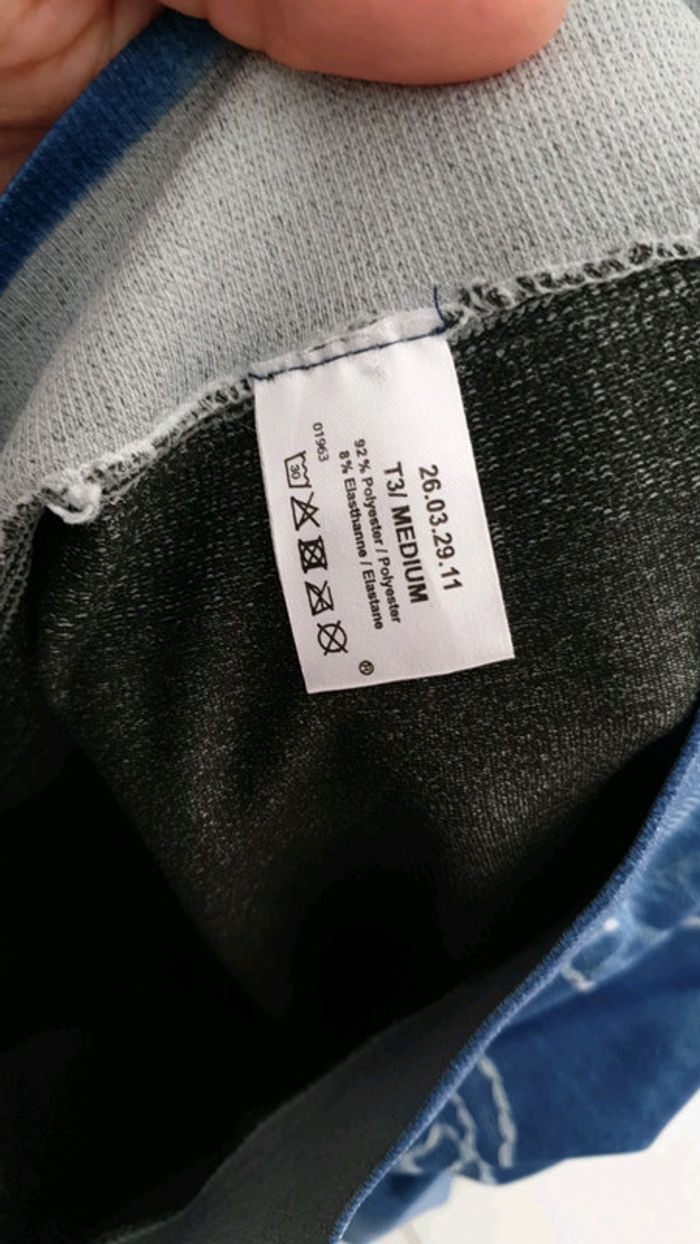 26.03.29.11
T3/ MEDIUM
92 % Polyester / Polyester
8 % Elasthanne / Elastane
01963
30
®